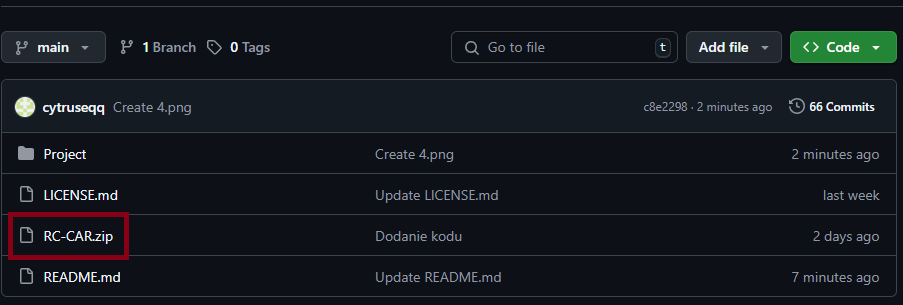 main 1 Branch 0 Tags Go to file t Add file Code
cytruseqq Create 4.png c8e2298 · 2 minutes ago 66 Commits
Project Create 4.png 2 minutes ago
LICENSE.md Update LICENSE.md last week
RC-CAR.zip Dodanie kodu 2 days ago
README.md Update README.md 7 minutes ago